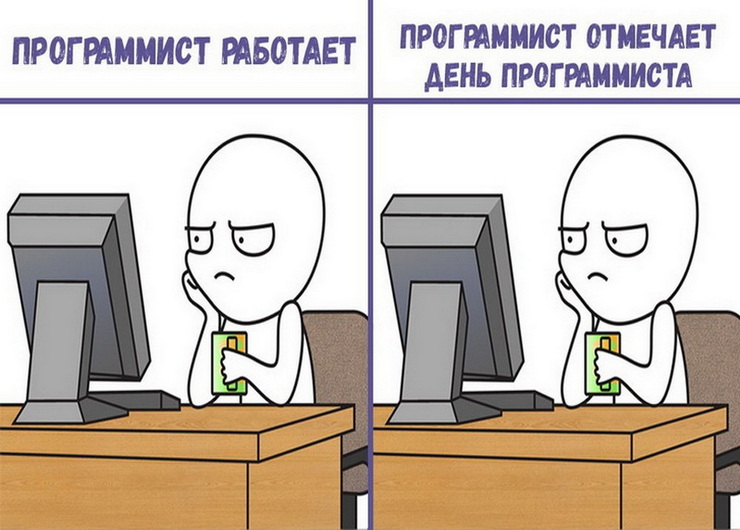 ПРОГРАММИСТ РАБОТАЕТ
ПРОГРАММИСТ ОТМЕЧАЕТ
ДЕНЬ ПРОГРАММИСТА